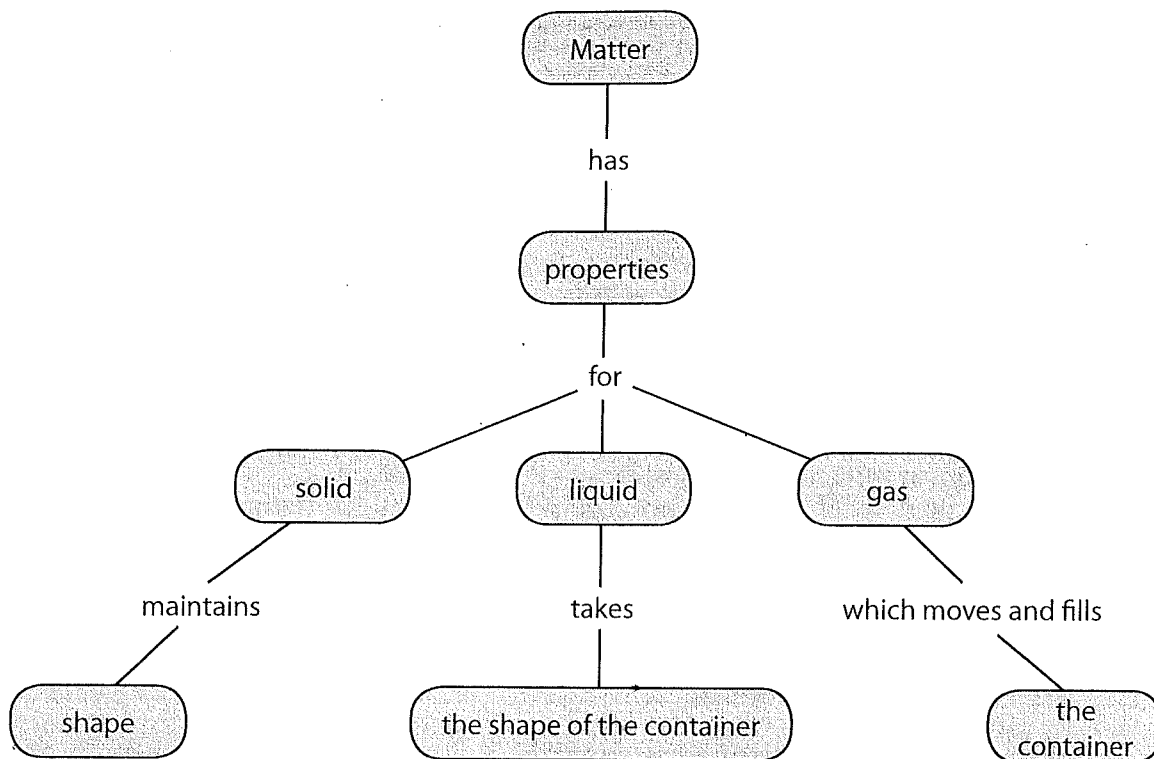 Matter
has
properties
for
solid
liquid
gas
maintains
takes
which moves and fills
shape
the shape of the container
the
container